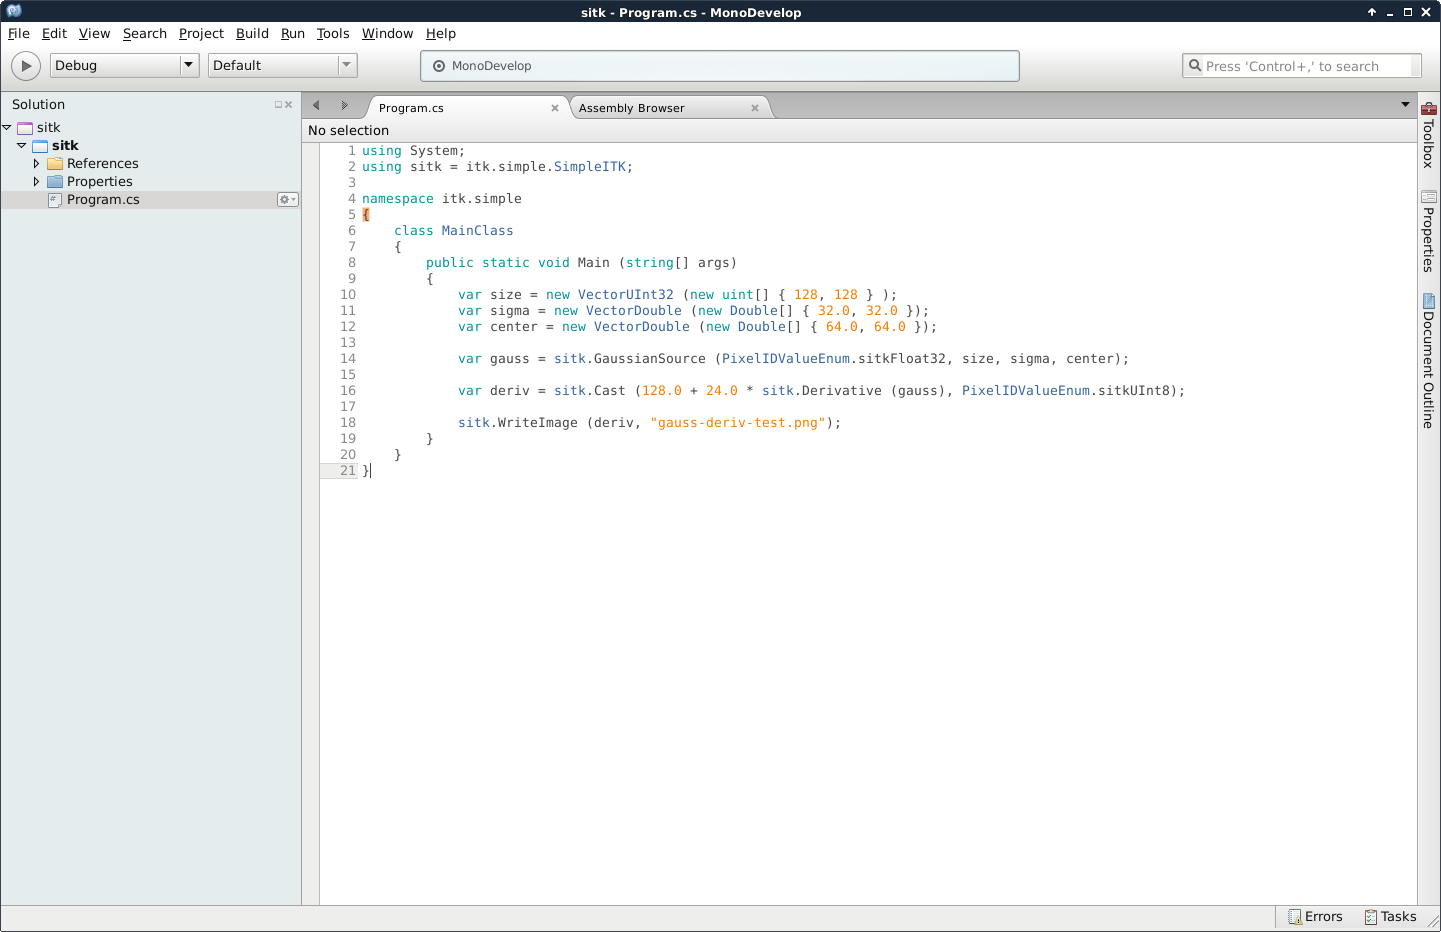 sitk - Program.cs - MonoDevelop
File Edit View Search Project Build Run Tools Window Help
Debug Default MonoDevelop Press 'Control+,' to search
Solution
sitk
sitk
References
Properties
Program.cs
Program.cs Assembly Browser
No selection
1 using System;
2 using sitk = itk.simple.SimpleITK;
3
4 namespace itk.simple
5 {
6     class MainClass
7     {
8         public static void Main (string[] args)
9         {
10             var size = new VectorUInt32 (new uint[] { 128, 128 } );
11             var sigma = new VectorDouble (new Double[] { 32.0, 32.0 });
12             var center = new VectorDouble (new Double[] { 64.0, 64.0 });
13
14             var gauss = sitk.GaussianSource (PixelIDValueEnum.sitkFloat32, size, sigma, center);
15
16             var deriv = sitk.Cast (128.0 + 24.0 * sitk.Derivative (gauss), PixelIDValueEnum.sitkUInt8);
17
18             sitk.WriteImage (deriv, "gauss-deriv-test.png");
19         }
20     }
21 }
Toolbox
Properties
Document Outline
Errors Tasks